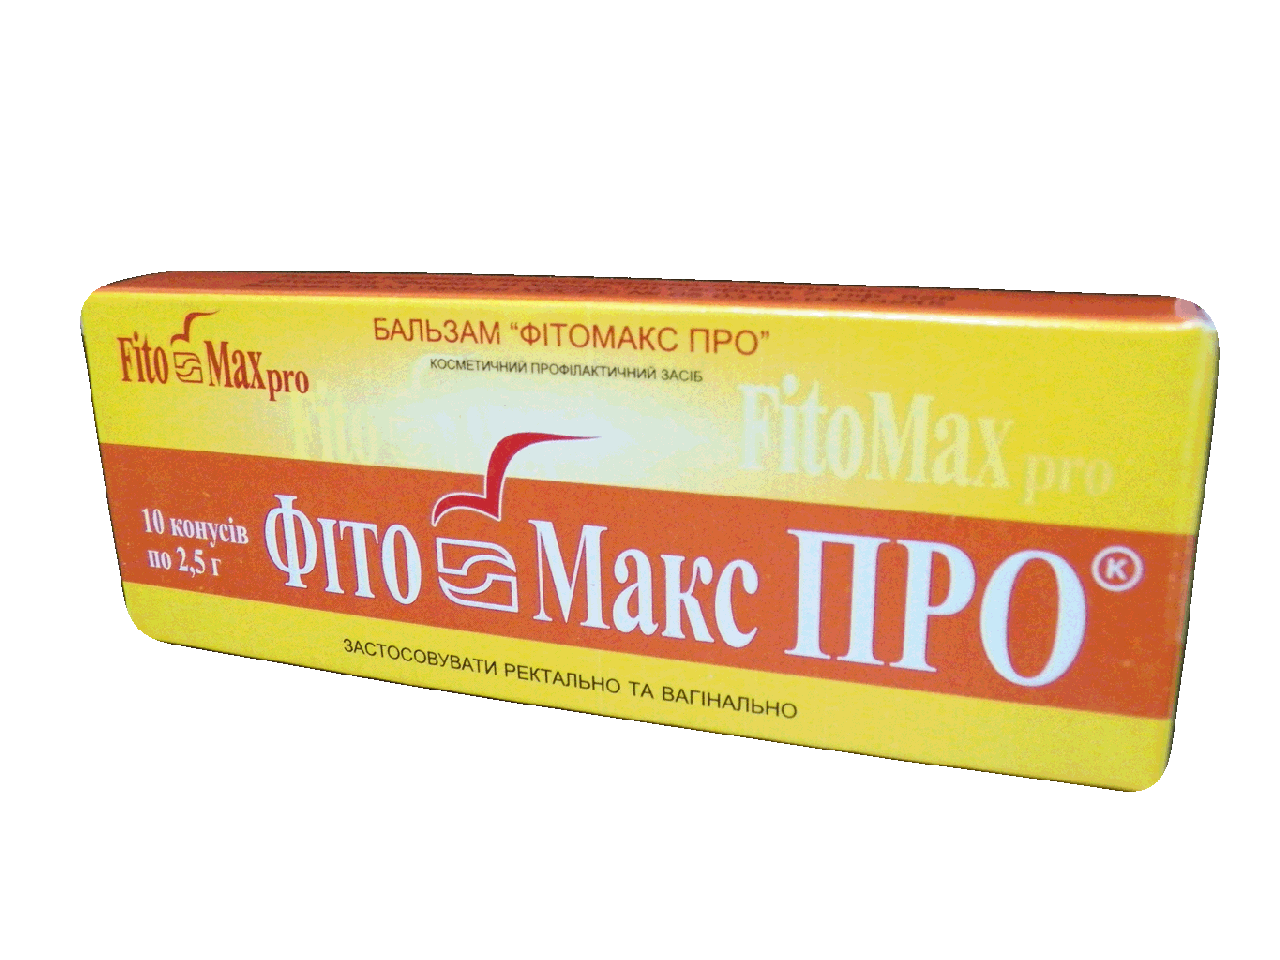 БАЛЬЗАМ “ФІТОМАКС ПРО”
КОСМЕТИЧНИЙ ПРОФІЛАКТИЧНИЙ ЗАСІБ
Fito Max pro
FitoMax pro
Fito
10 конусів
по 2,5 г
Фіто Макс ПРО
К
ЗАСТОСОВУВАТИ РЕКТАЛЬНО ТА ВАГІНАЛЬНО